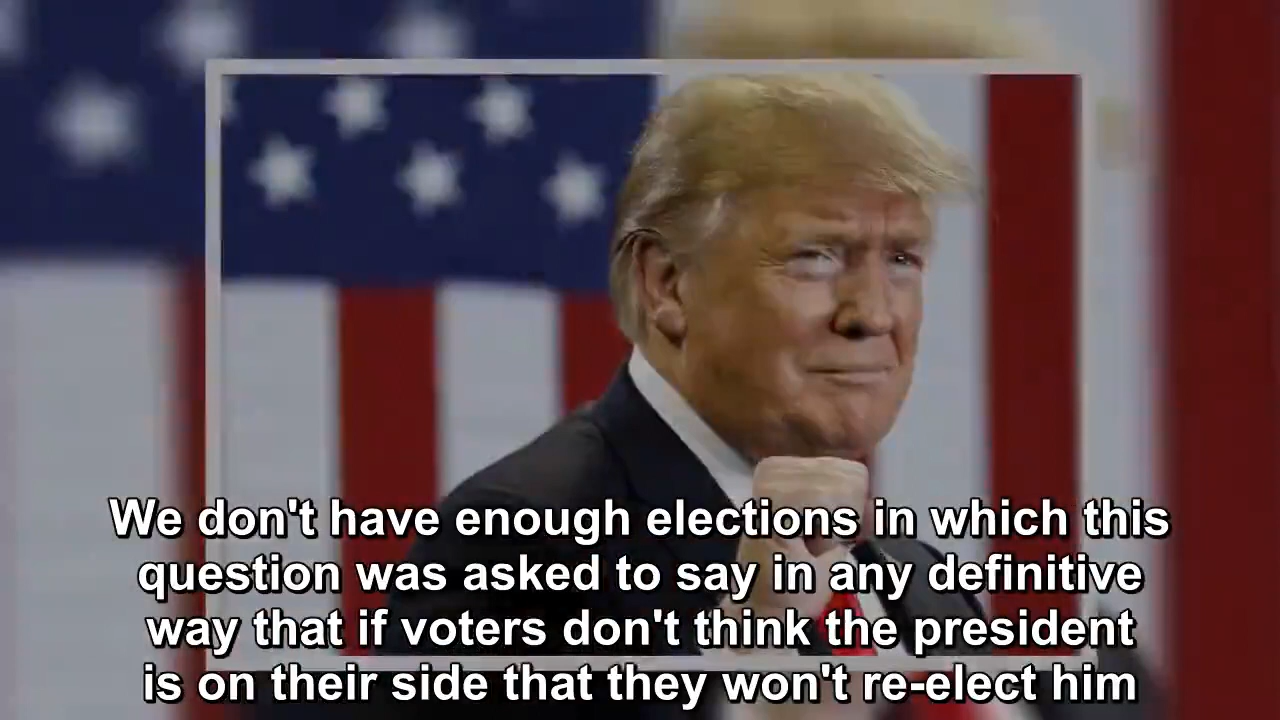 We don't have enough elections in which this
question was asked to say in any definitive
way that if voters don't think the president
is on their side that they won't re-elect him